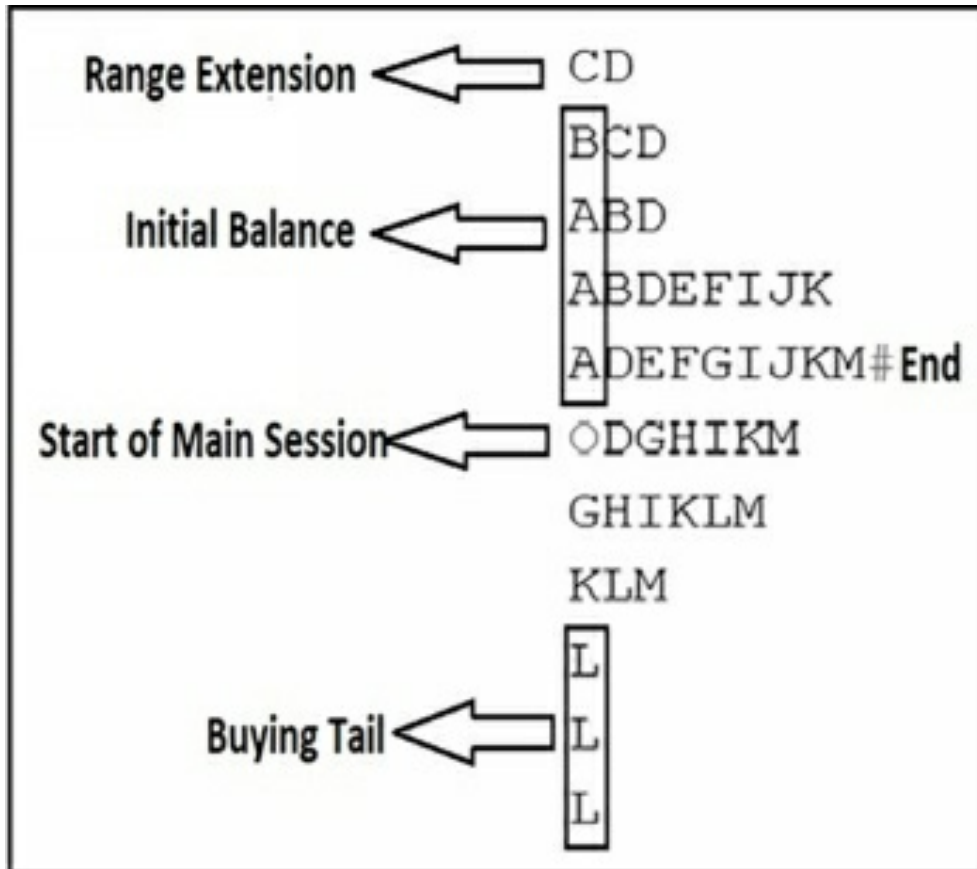 Range Extension CD
BCD
Initial Balance ABD
ABDEFIJK
ADEFGIJKM#End
Start of Main Session ODGHIKM
GHIKLM
KLM
L
Buying Tail L
L